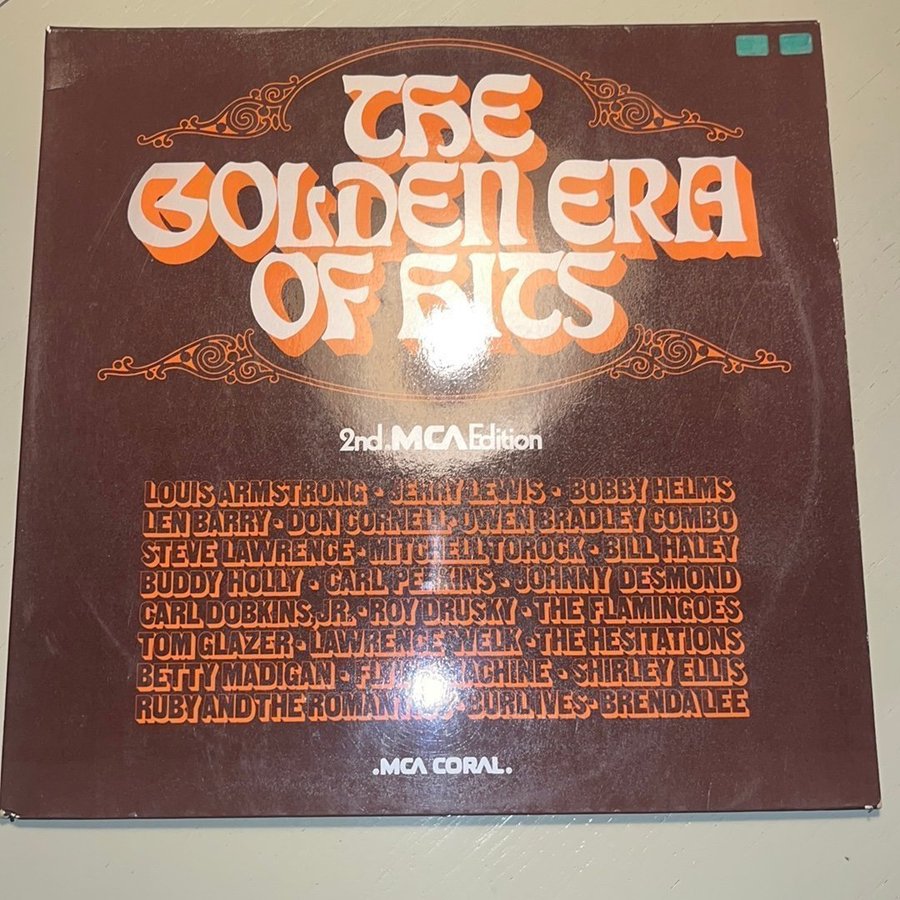 THE
GOLDEN ERA
OF HITS
2nd.MCA Edition
LOUIS ARMSTRONG · JERRY LEWIS · BOBBY HELMS
LEN BARRY · DON CORNELL · OWEN BRADLEY COMBO
STEVE LAWRENCE · MITCHELL TOROCK · BILL HALEY
BUDDY HOLLY · CARL PERKINS · JOHNNY DESMOND
CARL DOBKINS, JR. · ROY DRUSKY · THE FLAMINGOES
TOM GLAZER · LAWRENCE WELK · THE HESITATIONS
BETTY MADIGAN · MACHINE · SHIRLEY ELLIS
RUBY AND THE ROMANTICS · BURL IVES · BRENDA LEE
.MCA CORAL.